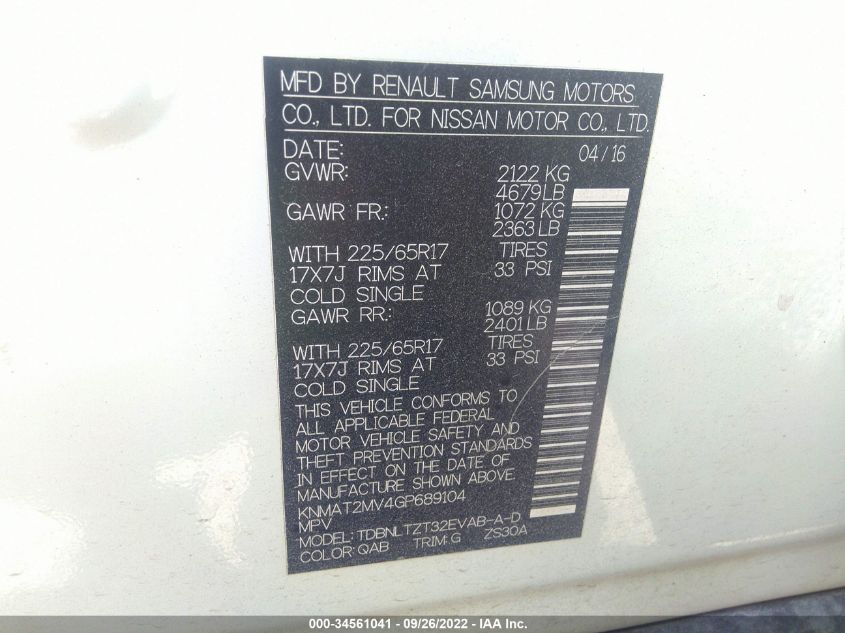 MFD BY RENAULT SAMSUNG MOTORS
CO., LTD. FOR NISSAN MOTOR CO., LTD.
DATE: 04/16
GVWR: 2122 KG
4679 LB
GAWR FR: 1072 KG
2363 LB
WITH 225/65R17 TIRES
17X7J RIMS AT 33 PSI
COLD SINGLE
GAWR RR: 1089 KG
2401 LB
WITH 225/65R17 TIRES
17X7J RIMS AT 33 PSI
COLD SINGLE
THIS VEHICLE CONFORMS TO
ALL APPLICABLE FEDERAL
MOTOR VEHICLE SAFETY AND
THEFT PREVENTION STANDARDS
IN EFFECT ON THE DATE OF
MANUFACTURE SHOWN ABOVE.
KNMAT2MV4GP689104
MPV
MODEL: TDBNLTZT32EVAB-A-D
COLOR: QAB TRIM: G ZS30A
000-34561041 - 09/26/2022 - IAA Inc.